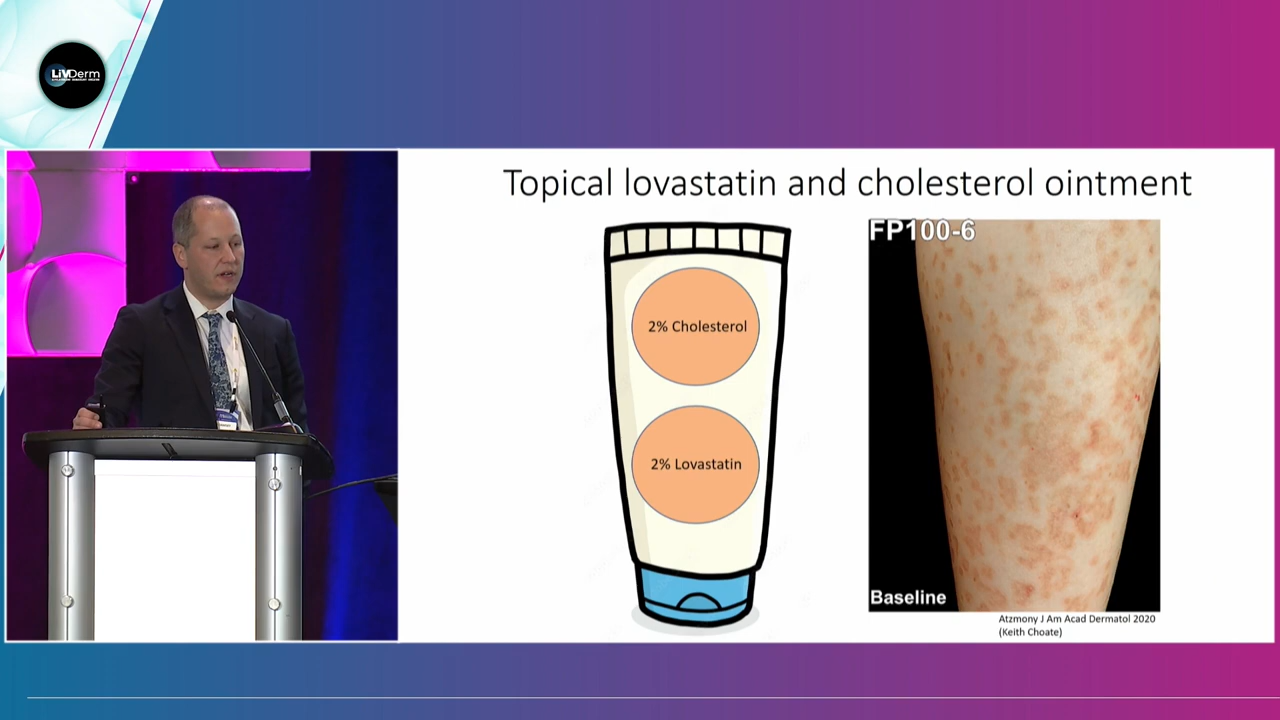 LiVDerm
Topical lovastatin and cholesterol ointment
FP100-6
2% Cholesterol
2% Lovastatin
Baseline
Atzmony J Am Acad Dermatol 2020
(Keith Choate)